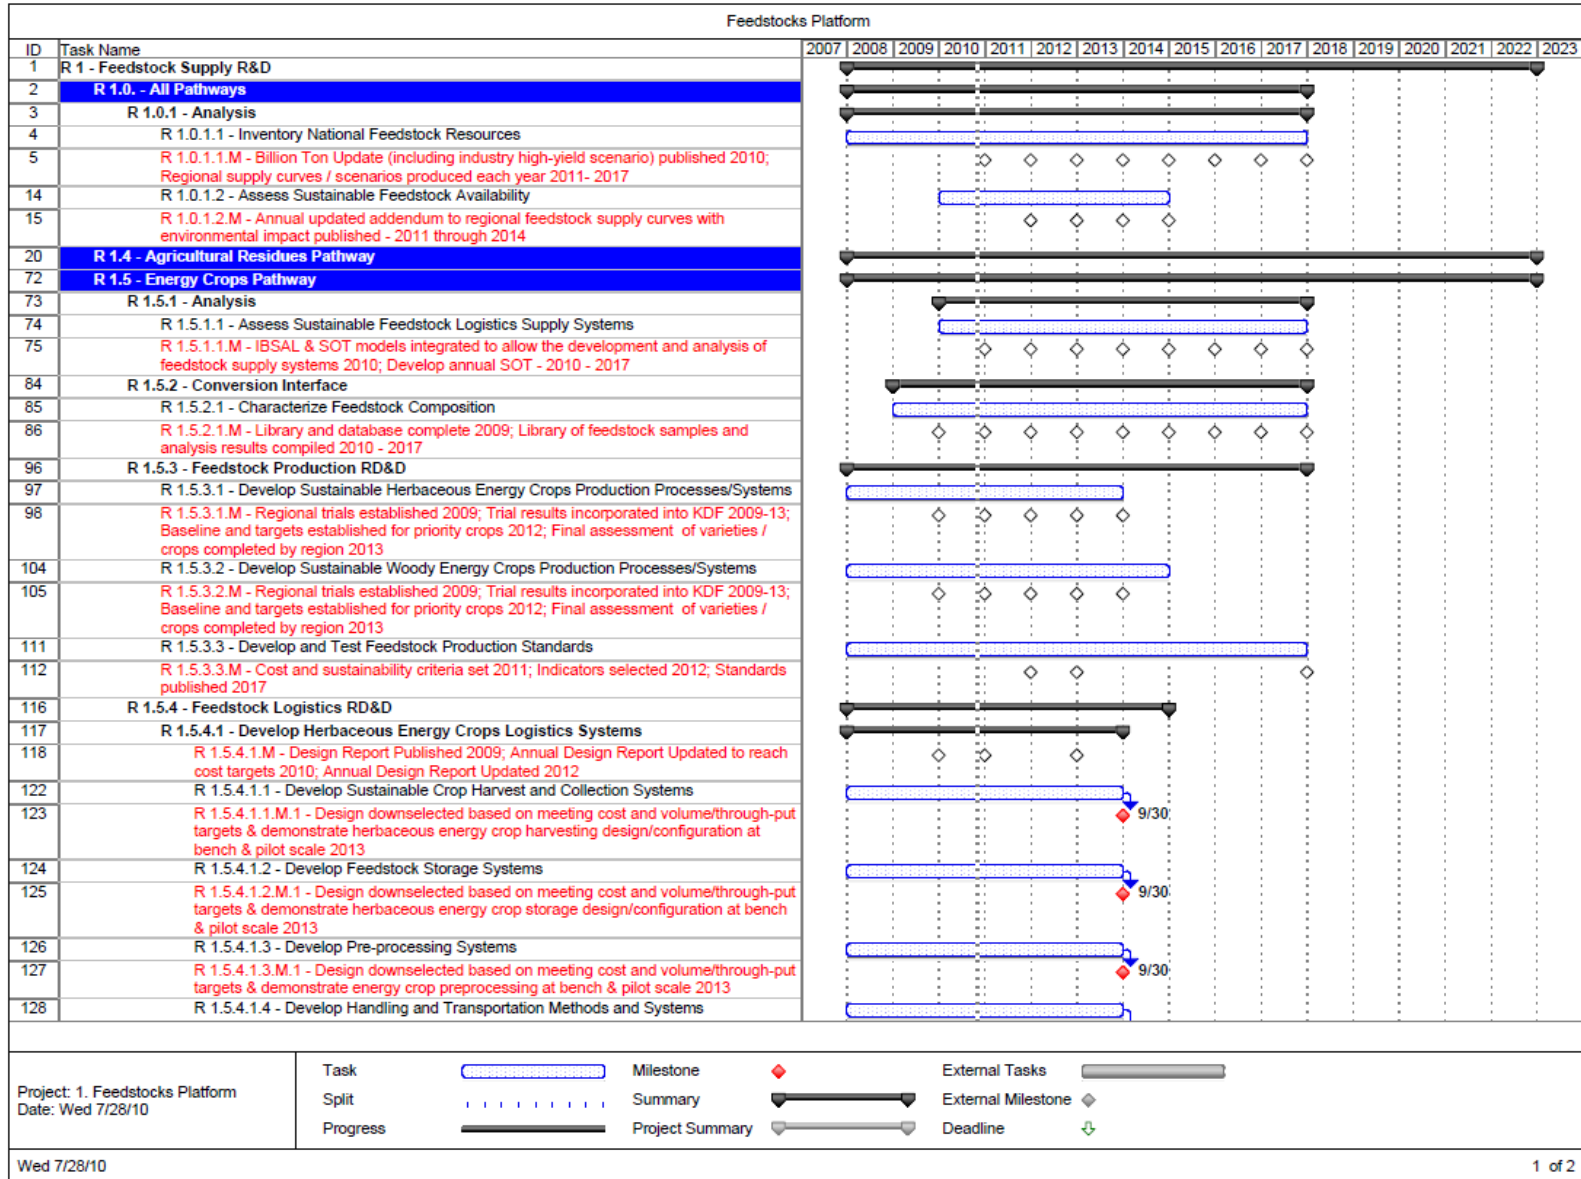 Feedstocks Platform
ID Task Name 2007 2008 2009 2010 2011 2012 2013 2014 2015 2016 2017 2018 2019 2020 2021 2022 2023
1 R 1 - Feedstock Supply R&D
2 R 1.0. - All Pathways
3 R 1.0.1 - Analysis
4 R 1.0.1.1 - Inventory National Feedstock Resources
5 R 1.0.1.1.M - Billion Ton Update (including industry high-yield scenario) published 2010;
Regional supply curves / scenarios produced each year 2011- 2017
14 R 1.0.1.2 - Assess Sustainable Feedstock Availability
15 R 1.0.1.2.M - Annual updated addendum to regional feedstock supply curves with
environmental impact published - 2011 through 2014
20 R 1.4 - Agricultural Residues Pathway
72 R 1.5 - Energy Crops Pathway
73 R 1.5.1 - Analysis
74 R 1.5.1.1 - Assess Sustainable Feedstock Logistics Supply Systems
75 R 1.5.1.1.M - IBSAL & SOT models integrated to allow the development and analysis of
feedstock supply systems 2010; Develop annual SOT - 2010 - 2017
84 R 1.5.2 - Conversion Interface
85 R 1.5.2.1 - Characterize Feedstock Composition
86 R 1.5.2.1.M - Library and database complete 2009; Library of feedstock samples and
analysis results compiled 2010 - 2017
96 R 1.5.3 - Feedstock Production RD&D
97 R 1.5.3.1 - Develop Sustainable Herbaceous Energy Crops Production Processes/Systems
98 R 1.5.3.1.M - Regional trials established 2009; Trial results incorporated into KDF 2009-13;
Baseline and targets established for priority crops 2012; Final assessment of varieties /
crops completed by region 2013
104 R 1.5.3.2 - Develop Sustainable Woody Energy Crops Production Processes/Systems
105 R 1.5.3.2.M - Regional trials established 2009; Trial results incorporated into KDF 2009-13;
Baseline and targets established for priority crops 2012; Final assessment of varieties /
crops completed by region 2013
111 R 1.5.3.3 - Develop and Test Feedstock Production Standards
112 R 1.5.3.3.M - Cost and sustainability criteria set 2011; Indicators selected 2012; Standards
published 2017
116 R 1.5.4 - Feedstock Logistics RD&D
117 R 1.5.4.1 - Develop Herbaceous Energy Crops Logistics Systems
118 R 1.5.4.1.M - Design Report Published 2009; Annual Design Report Updated to reach
cost targets 2010; Annual Design Report Updated 2012
122 R 1.5.4.1.1 - Develop Sustainable Crop Harvest and Collection Systems
123 R 1.5.4.1.1.M.1 - Design downselected based on meeting cost and volume/through-put 9/30
targets & demonstrate herbaceous energy crop harvesting design/configuration at
bench & pilot scale 2013
124 R 1.5.4.1.2 - Develop Feedstock Storage Systems
125 R 1.5.4.1.2.M.1 - Design downselected based on meeting cost and volume/through-put 9/30
targets & demonstrate herbaceous energy crop storage design/configuration at bench
& pilot scale 2013
126 R 1.5.4.1.3 - Develop Pre-processing Systems
127 R 1.5.4.1.3.M.1 - Design downselected based on meeting cost and volume/through-put 9/30
targets & demonstrate energy crop preprocessing at bench & pilot scale 2013
128 R 1.5.4.1.4 - Develop Handling and Transportation Methods and Systems
Project: 1. Feedstocks Platform
Date: Wed 7/28/10
Task Milestone External Tasks
Split Summary External Milestone
Progress Project Summary Deadline
Wed 7/28/10 1 of 2